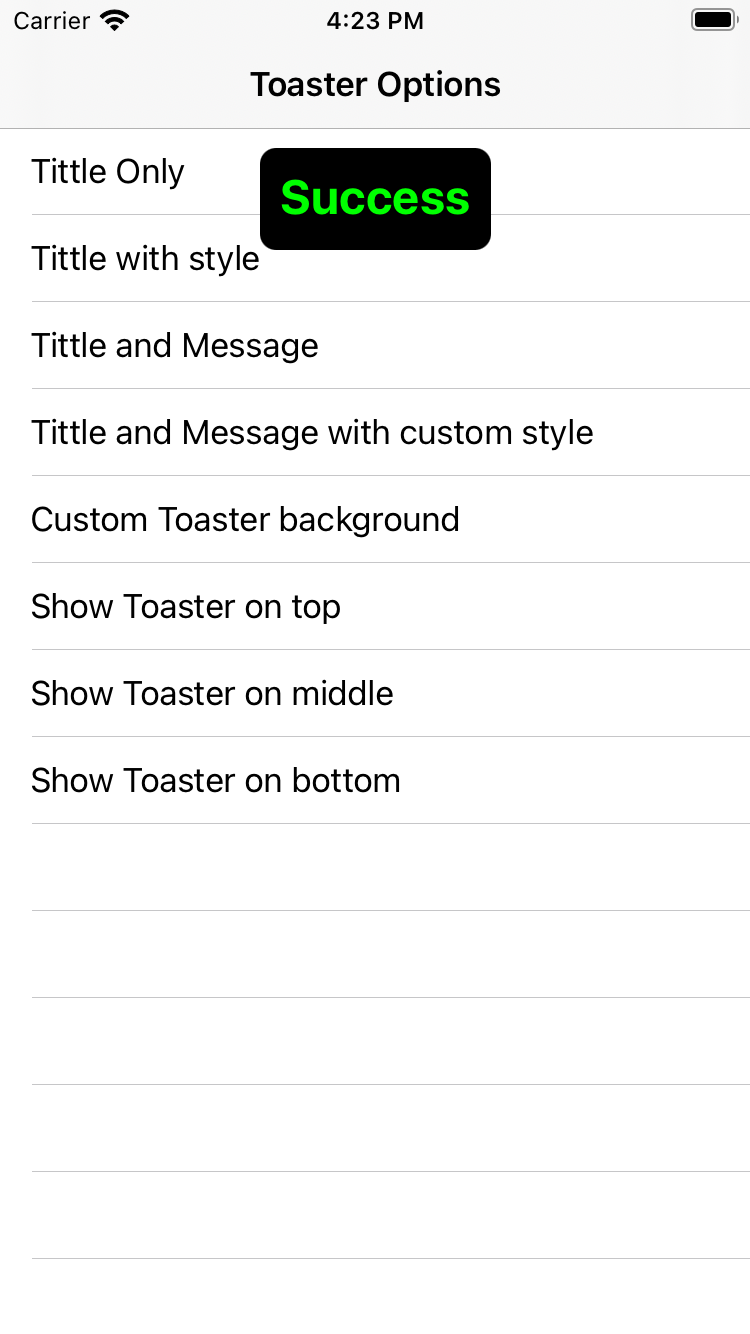 Carrier 4:23 PM
Toaster Options
Tittle Only
Success
Tittle with style
Tittle and Message
Tittle and Message with custom style
Custom Toaster background
Show Toaster on top
Show Toaster on middle
Show Toaster on bottom